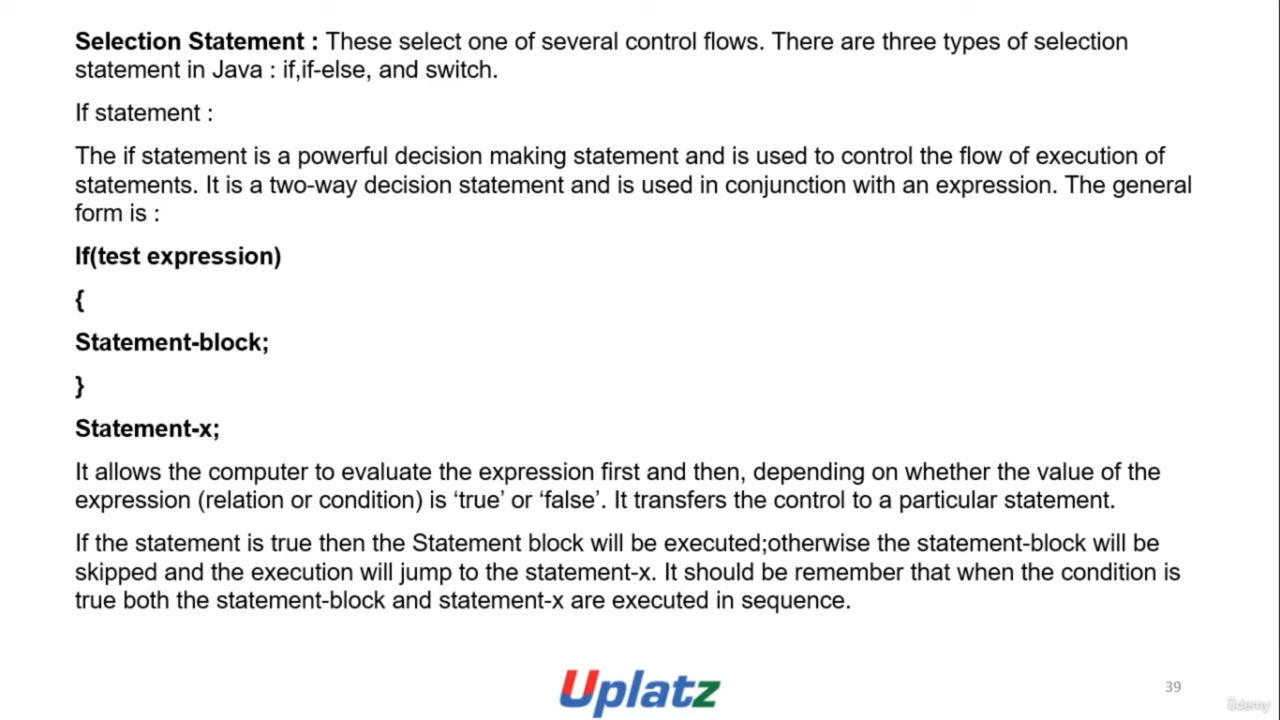 Selection Statement : These select one of several control flows. There are three types of selection
statement in Java : if,if-else, and switch.
If statement :
The if statement is a powerful decision making statement and is used to control the flow of execution of
statements. It is a two-way decision statement and is used in conjunction with an expression. The general
form is :
If(test expression)
{
Statement-block;
}
Statement-x;
It allows the computer to evaluate the expression first and then, depending on whether the value of the
expression (relation or condition) is ‘true’ or ‘false’. It transfers the control to a particular statement.
If the statement is true then the Statement block will be executed;otherwise the statement-block will be
skipped and the execution will jump to the statement-x. It should be remember that when the condition is
true both the statement-block and statement-x are executed in sequence.
Uplatz
39
ûdemy